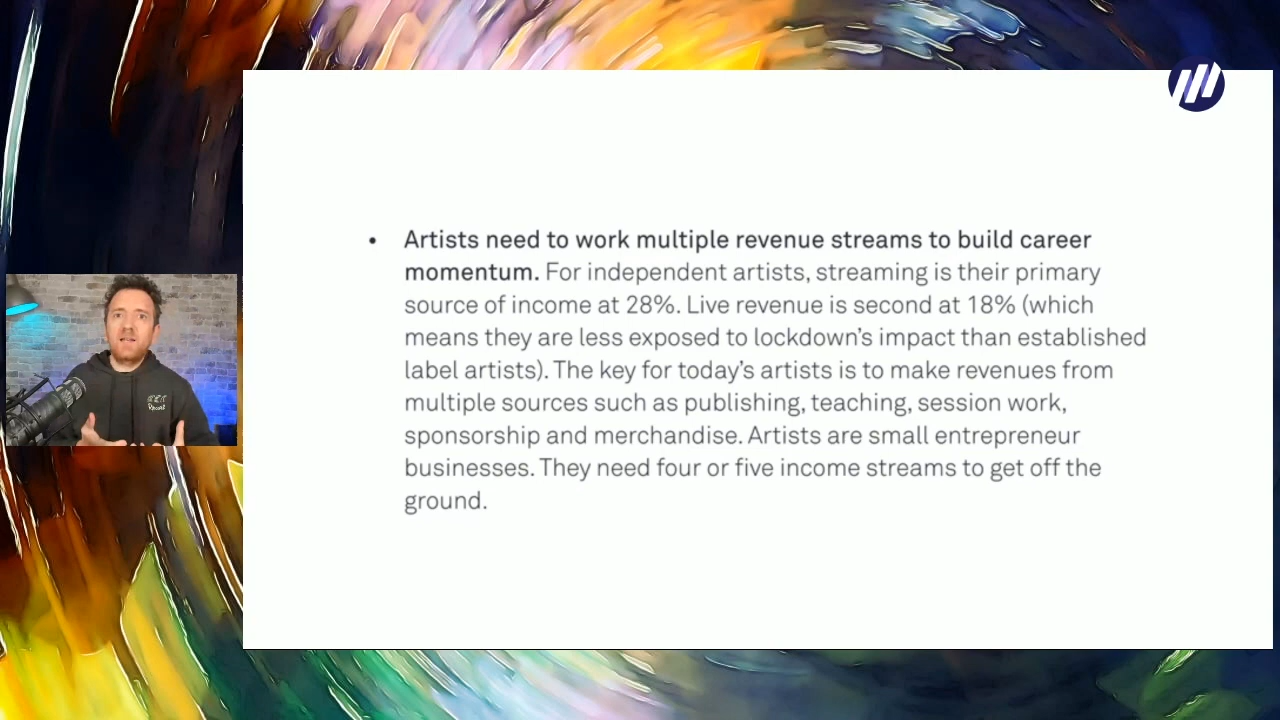 • Artists need to work multiple revenue streams to build career
momentum. For independent artists, streaming is their primary
source of income at 28%. Live revenue is second at 18% (which
means they are less exposed to lockdown’s impact than established
label artists). The key for today’s artists is to make revenues from
multiple sources such as publishing, teaching, session work,
sponsorship and merchandise. Artists are small entrepreneur
businesses. They need four or five income streams to get off the
ground.